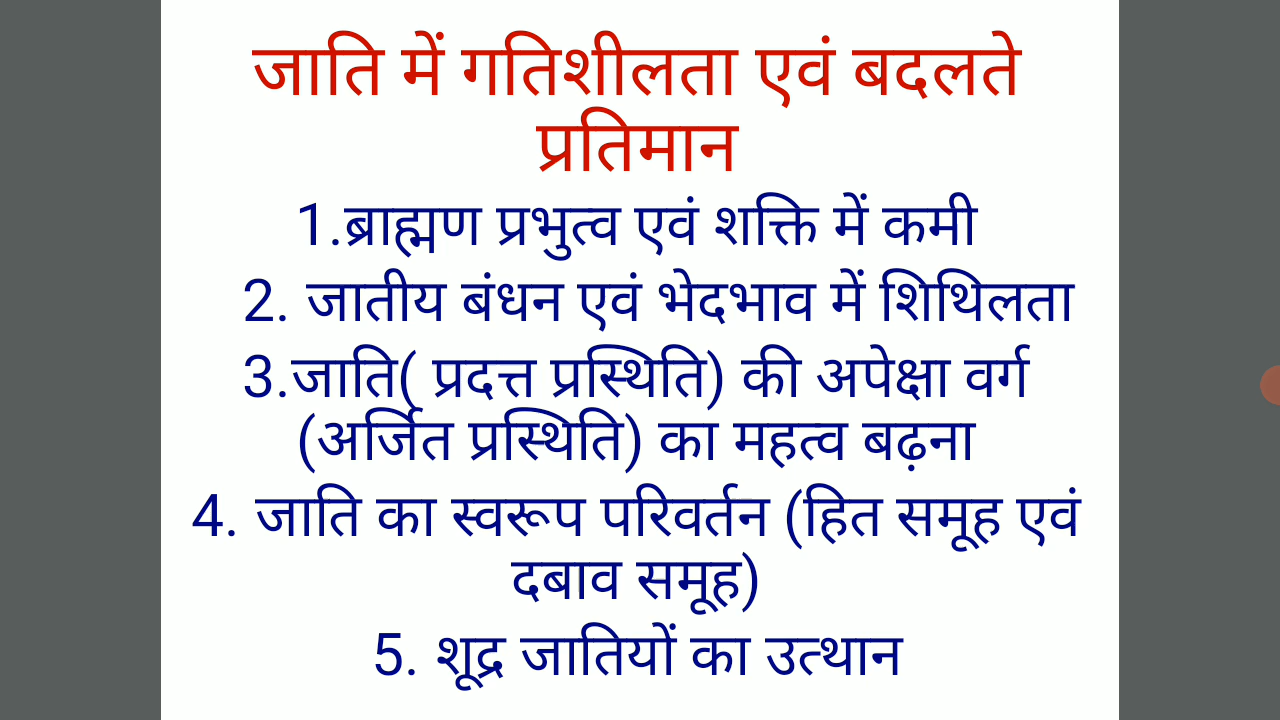 जाति में गतिशीलता एवं बदलते
प्रतिमान
1.ब्राह्मण प्रभुत्व एवं शक्ति में कमी
2. जातीय बंधन एवं भेदभाव में शिथिलता
3.जाति( प्रदत्त प्रस्थिति) की अपेक्षा वर्ग
(अर्जित प्रस्थिति) का महत्व बढ़ना
4. जाति का स्वरूप परिवर्तन (हित समूह एवं
दबाव समूह)
5. शूद्र जातियों का उत्थान